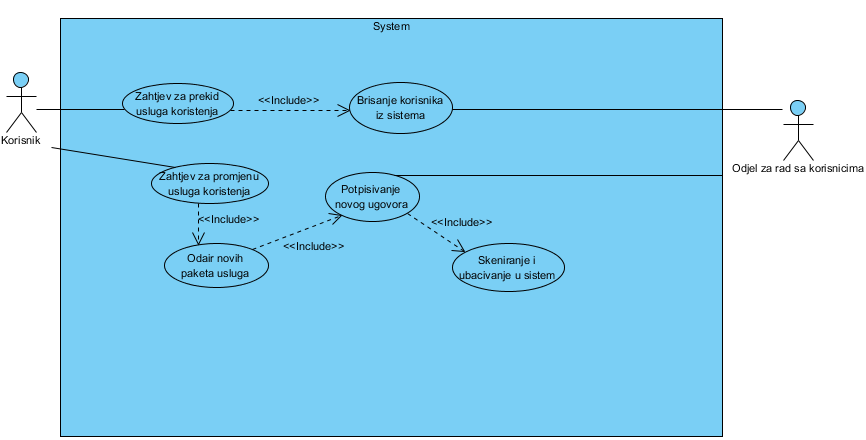 System
Zahtjev za prekid
usluga koristenja
<<Include>>
Brisanje korisnika
iz sistema
Korisnik
Odjel za rad sa korisnicima
Zahtjev za promjenu
usluga koristenja
Potpisivanje
novog ugovora
<<Include>>
<<Include>>
<<Include>>
Odair novih
paketa usluga
Skeniranje i
ubacivanje u sistem